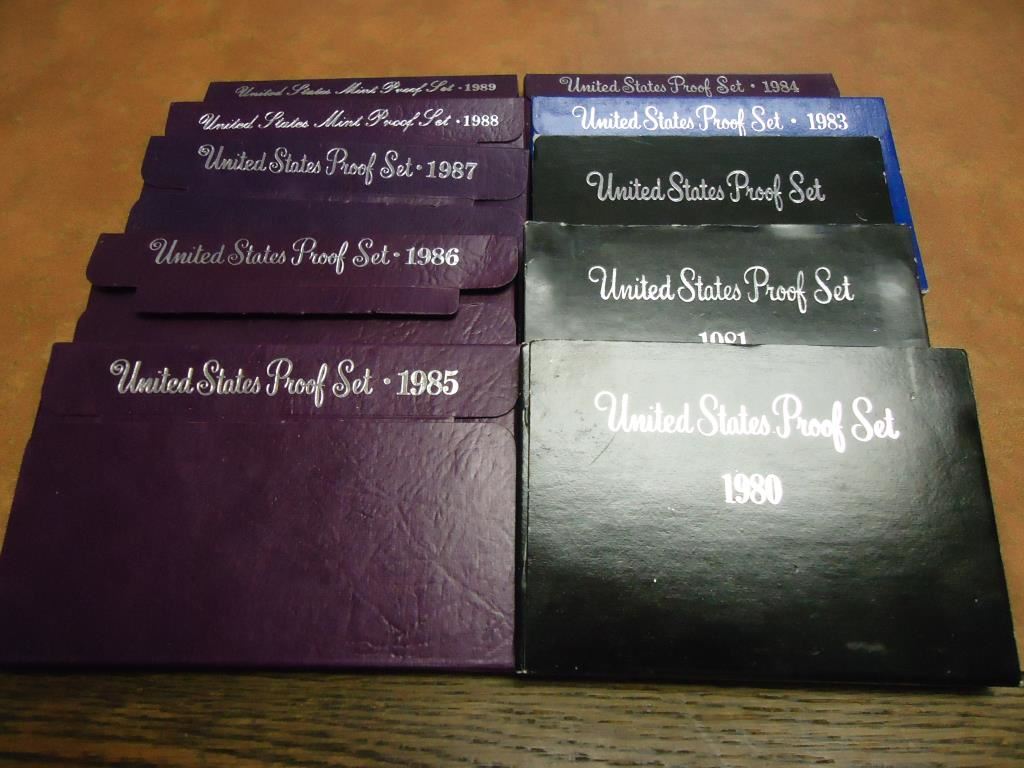 United States Mint Proof Set · 1989
United States Mint Proof Set · 1988
United States Proof Set · 1987
United States Proof Set · 1986
United States Proof Set · 1985
United States Proof Set · 1984
United States Proof Set · 1983
United States Proof Set
United States Proof Set
1981
United States Proof Set
1980